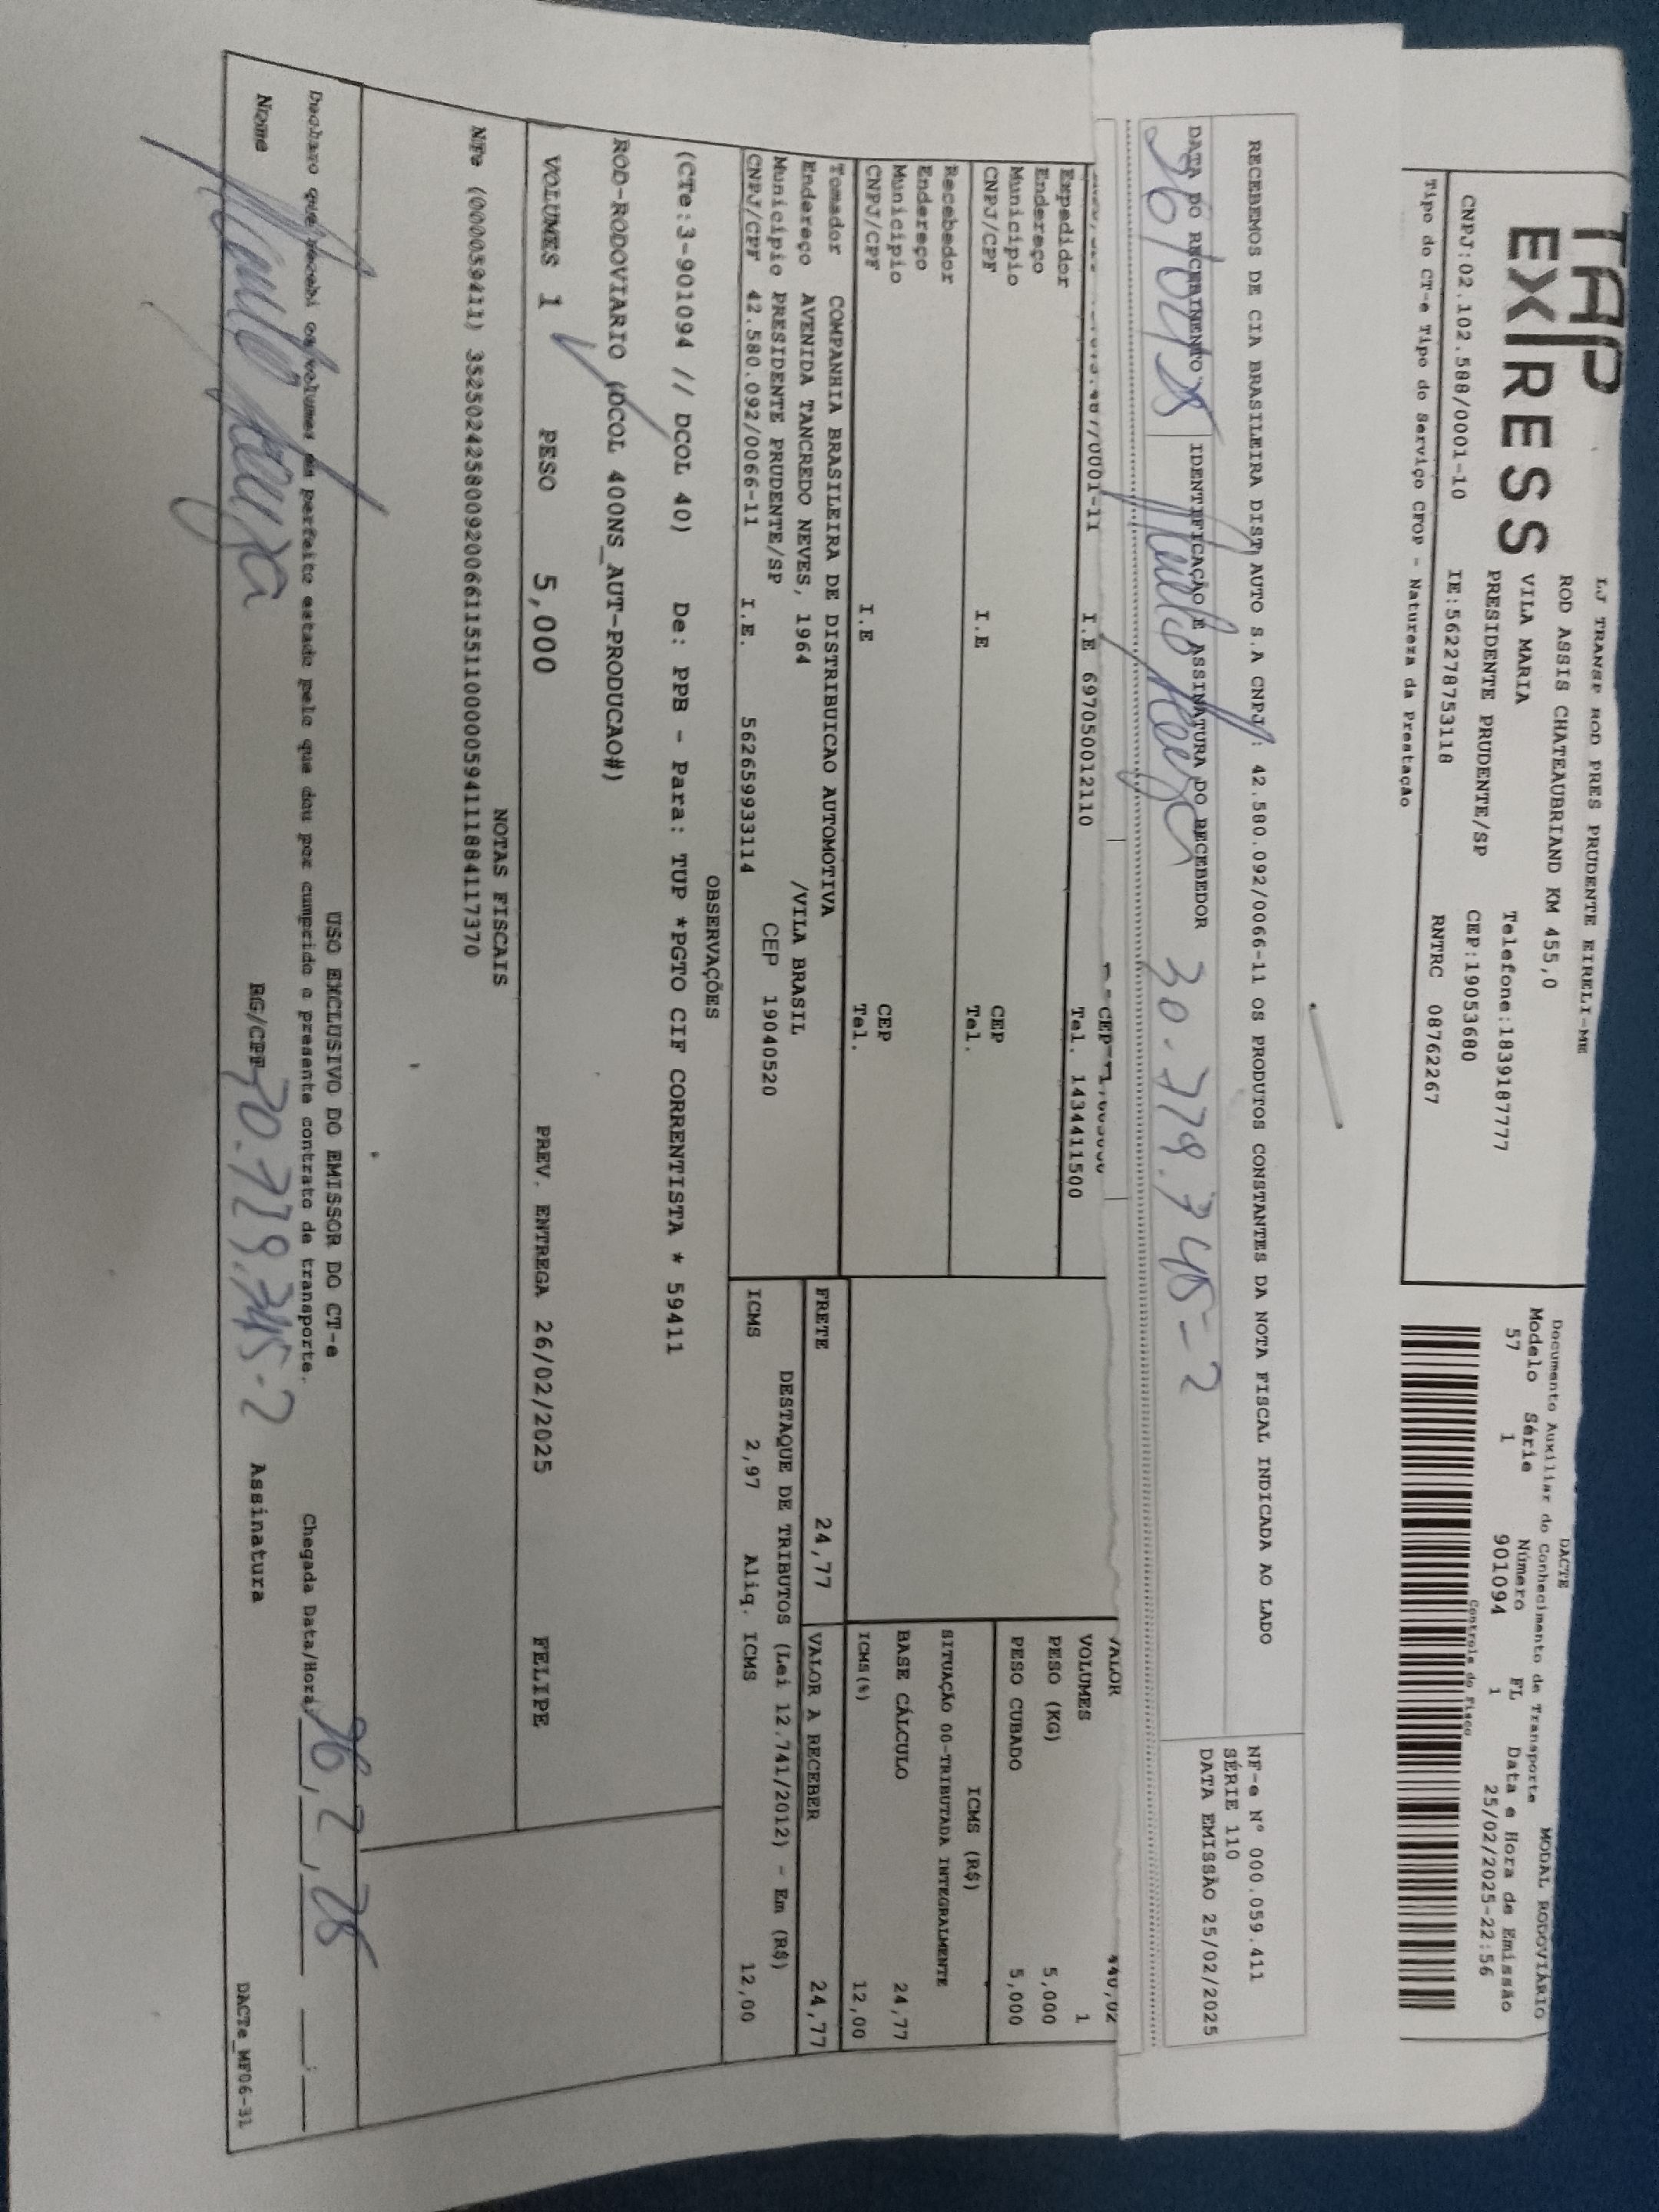 TAP
EXPRESS
LJ TRANSP ROD PRES PRUDENTE EIRELI-ME
ROD ASSIS CHATEAUBRIAND KM 455,0
VILA MARIA Telefone:1839187777
PRESIDENTE PRUDENTE/SP CEP:19053680
CNPJ:02.102.588/0001-10 IE:562278753118 RNTRC 08762267
Tipo do CT-e Tipo do Serviço CFOP - Natureza da Prestação
DACTE MODAL RODOVIÁRIO
Documento Auxiliar do Conhecimento de Transporte
Modelo Série Número FL Data e Hora de Emissão
57 1 901094 1 25/02/2025-22:56
Controle do Fisco
RECEBEMOS DE CIA BRASILEIRA DIST AUTO S.A CNPJ: 42.580.092/0066-11 OS PRODUTOS CONSTANTES DA NOTA FISCAL INDICADA AO LADO
NF-e Nº 000.059.411
SÉRIE 110
DATA EMISSÃO 25/02/2025
DATA DO RECEBIMENTO IDENTIFICAÇÃO E ASSINATURA DO RECEBEDOR
26/02/25 30.779.745-2
I.E 697050012110 Tel. 1434411500
Expedidor
Endereço CEP
Município Tel.
CNPJ/CPF I.E
Recebedor
Endereço CEP
Município Tel.
CNPJ/CPF I.E
VALOR 440,02
VOLUMES 1
PESO (KG) 5,000
PESO CUBADO 5,000
ICMS (R$)
SITUAÇÃO 00-TRIBUTADA INTEGRALMENTE
BASE CÁLCULO 24,77
ICMS(%) 12,00
Tomador COMPANHIA BRASILEIRA DE DISTRIBUICAO AUTOMOTIVA
Endereço AVENIDA TANCREDO NEVES, 1964 /VILA BRASIL
Município PRESIDENTE PRUDENTE/SP CEP 19040520
CNPJ/CPF 42.580.092/0066-11 I.E. 562659933114
FRETE 24,77 VALOR A RECEBER 24,77
DESTAQUE DE TRIBUTOS (Lei 12.741/2012) - Em (R$)
ICMS 2,97 Aliq. ICMS 12,00
OBSERVAÇÕES
(CTe:3-901094 // DCOL 40) De: PPB - Para: TUP *PGTO CIF CORRENTISTA * 59411
ROD-RODOVIARIO (DCOL 400NS_AUT-PRODUCAO#)
VOLUMES 1 PESO 5,000 PREV. ENTREGA 26/02/2025 FELIPE
NOTAS FISCAIS
NFe (000059411) 35250242580092006611551100000594111884117370
USO EXCLUSIVO DO EMISSOR DO CT-e
Declaro que recebi os volumes em perfeito estado pelo que dou por cumprido o presente contrato de transporte. Chegada Data/Hora 26/2/25
Nome RG/CPF 30.779.745-2 Assinatura
DACTe_MF06-31